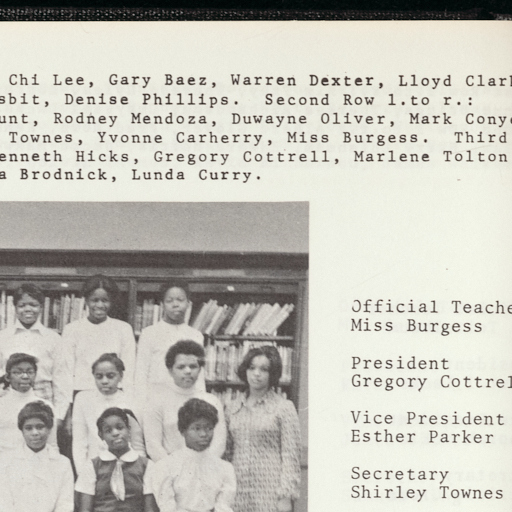 Chi Lee, Gary Baez, Warren Dexter, Lloyd Clar
sbit, Denise Phillips. Second Row l.to r.:
unt, Rodney Mendoza, Duwayne Oliver, Mark Cony
Townes, Yvonne Carherry, Miss Burgess. Third
enneth Hicks, Gregory Cottrell, Marlene Tolton
a Brodnick, Lunda Curry.
Official Teache
Miss Burgess
President
Gregory Cottrel
Vice President
Esther Parker
Secretary
Shirley Townes